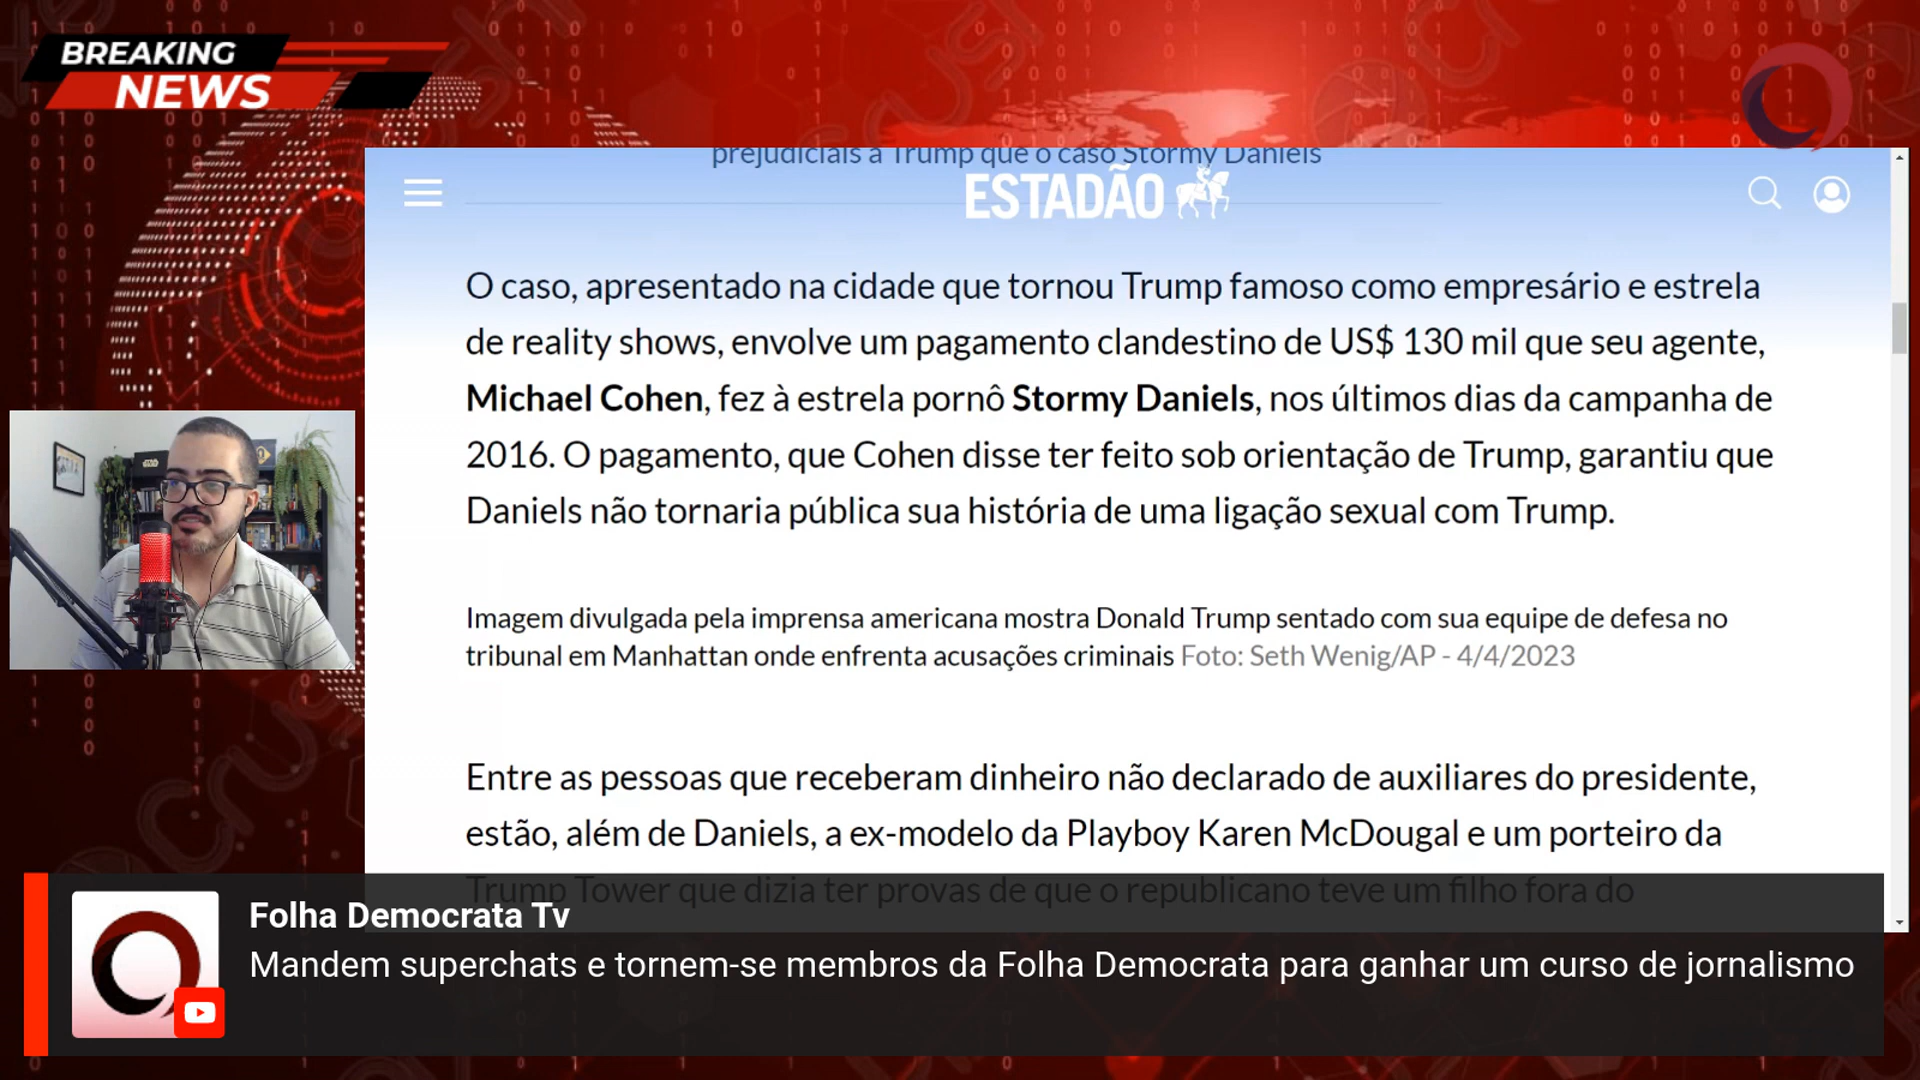 BREAKING
NEWS
prejudiciais a Trump que o caso Stormy Daniels
ESTADÃO
O caso, apresentado na cidade que tornou Trump famoso como empresário e estrela
de reality shows, envolve um pagamento clandestino de US$ 130 mil que seu agente,
Michael Cohen, fez à estrela pornô Stormy Daniels, nos últimos dias da campanha de
2016. O pagamento, que Cohen disse ter feito sob orientação de Trump, garantiu que
Daniels não tornaria pública sua história de uma ligação sexual com Trump.
Imagem divulgada pela imprensa americana mostra Donald Trump sentado com sua equipe de defesa no
tribunal em Manhattan onde enfrenta acusações criminais Foto: Seth Wenig/AP - 4/4/2023
Entre as pessoas que receberam dinheiro não declarado de auxiliares do presidente,
estão, além de Daniels, a ex-modelo da Playboy Karen McDougal e um porteiro da
Trump Tower que dizia ter provas de que o republicano teve um filho fora do
Folha Democrata Tv
Mandem superchats e tornem-se membros da Folha Democrata para ganhar um curso de jornalismo